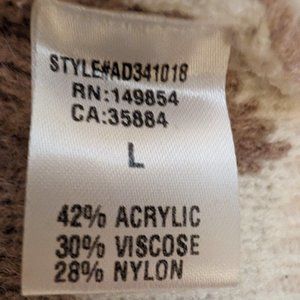 STYLE#AD341018
RN:149854
CA:35884
L
42% ACRYLIC
30% VISCOSE
28% NYLON